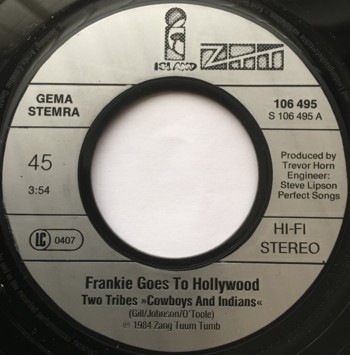 ISLAND ZTT
GEMA
STEMRA
106 495
S 106 495 A
45
3:54
Produced by
Trevor Horn
Engineer:
Steve Lipson
Perfect Songs
LC 0407
HI-FI
STEREO
Frankie Goes To Hollywood
Two Tribes »Cowboys And Indians«
(Gill/Johnson/O'Toole)
℗ 1984 Zang Tuum Tumb